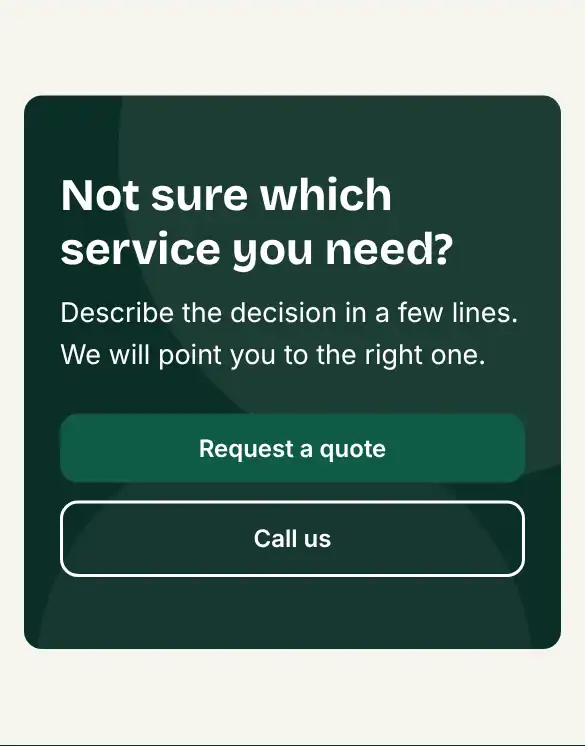 Not sure which
service you need?
Describe the decision in a few lines.
We will point you to the right one.
Request a quote
Call us